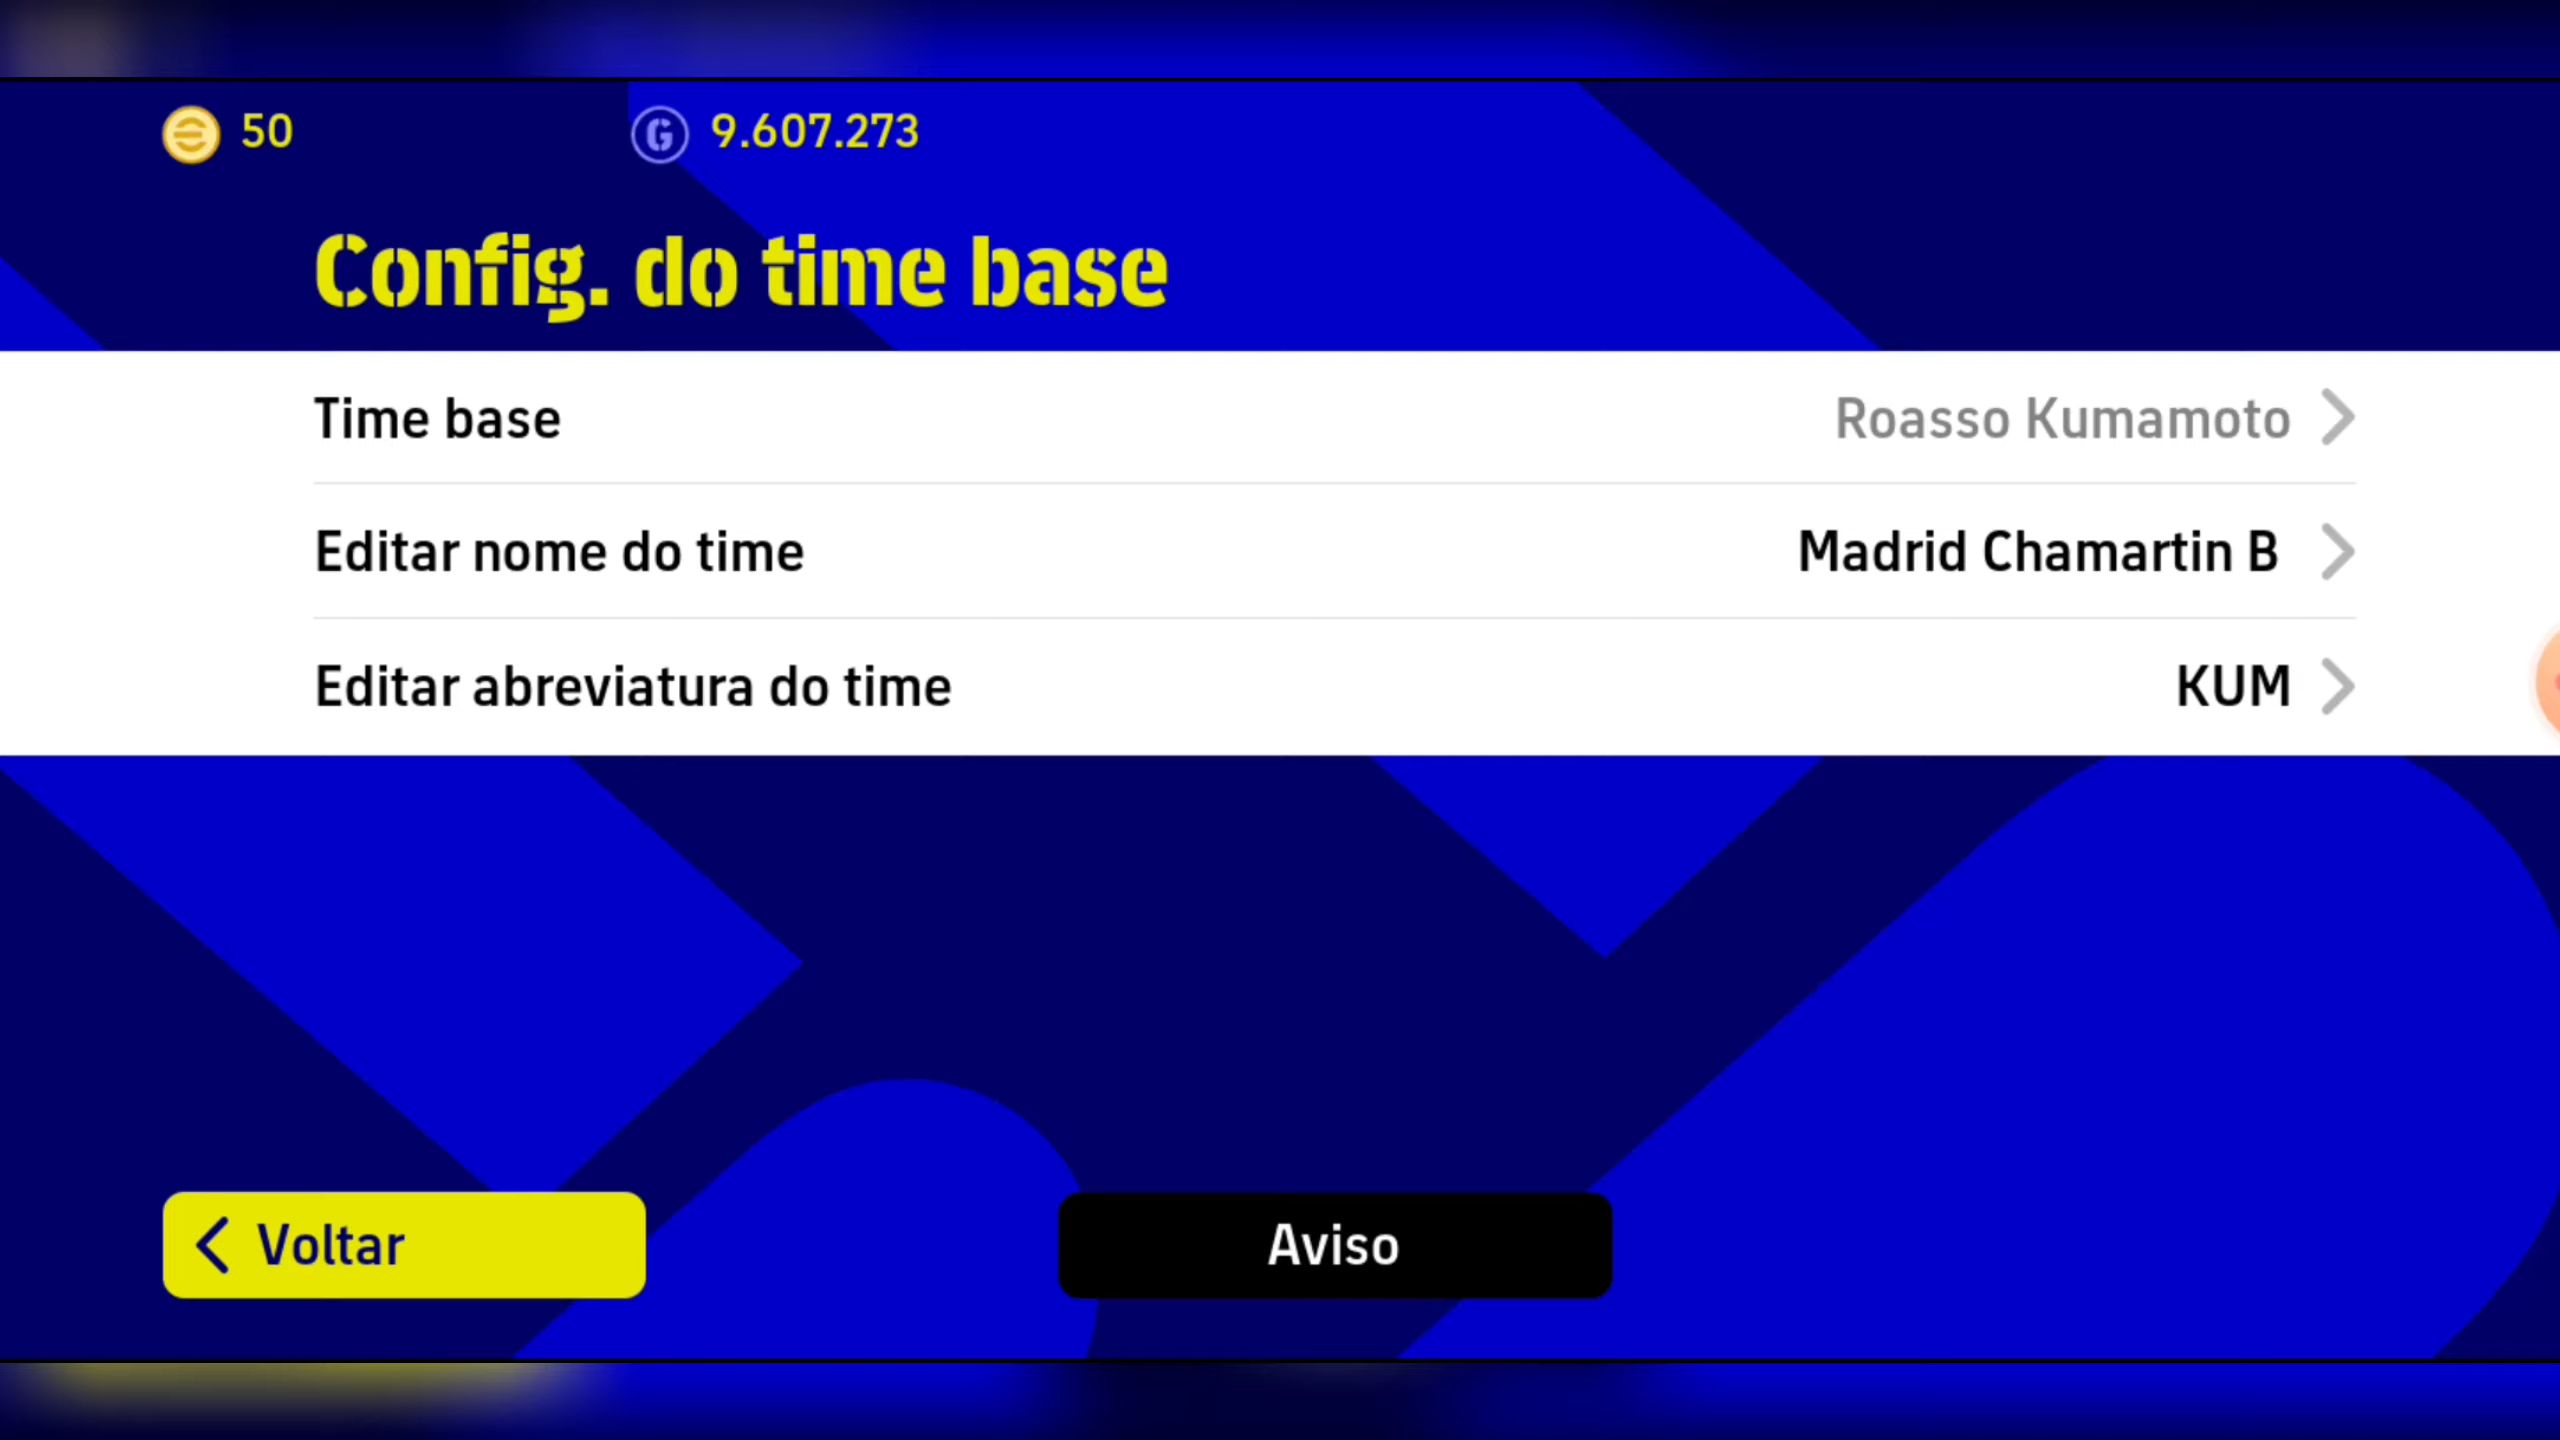 50
G 9.607.273
Config. do time base
Time base Roasso Kumamoto
Editar nome do time Madrid Chamartin B
Editar abreviatura do time KUM
Voltar Aviso